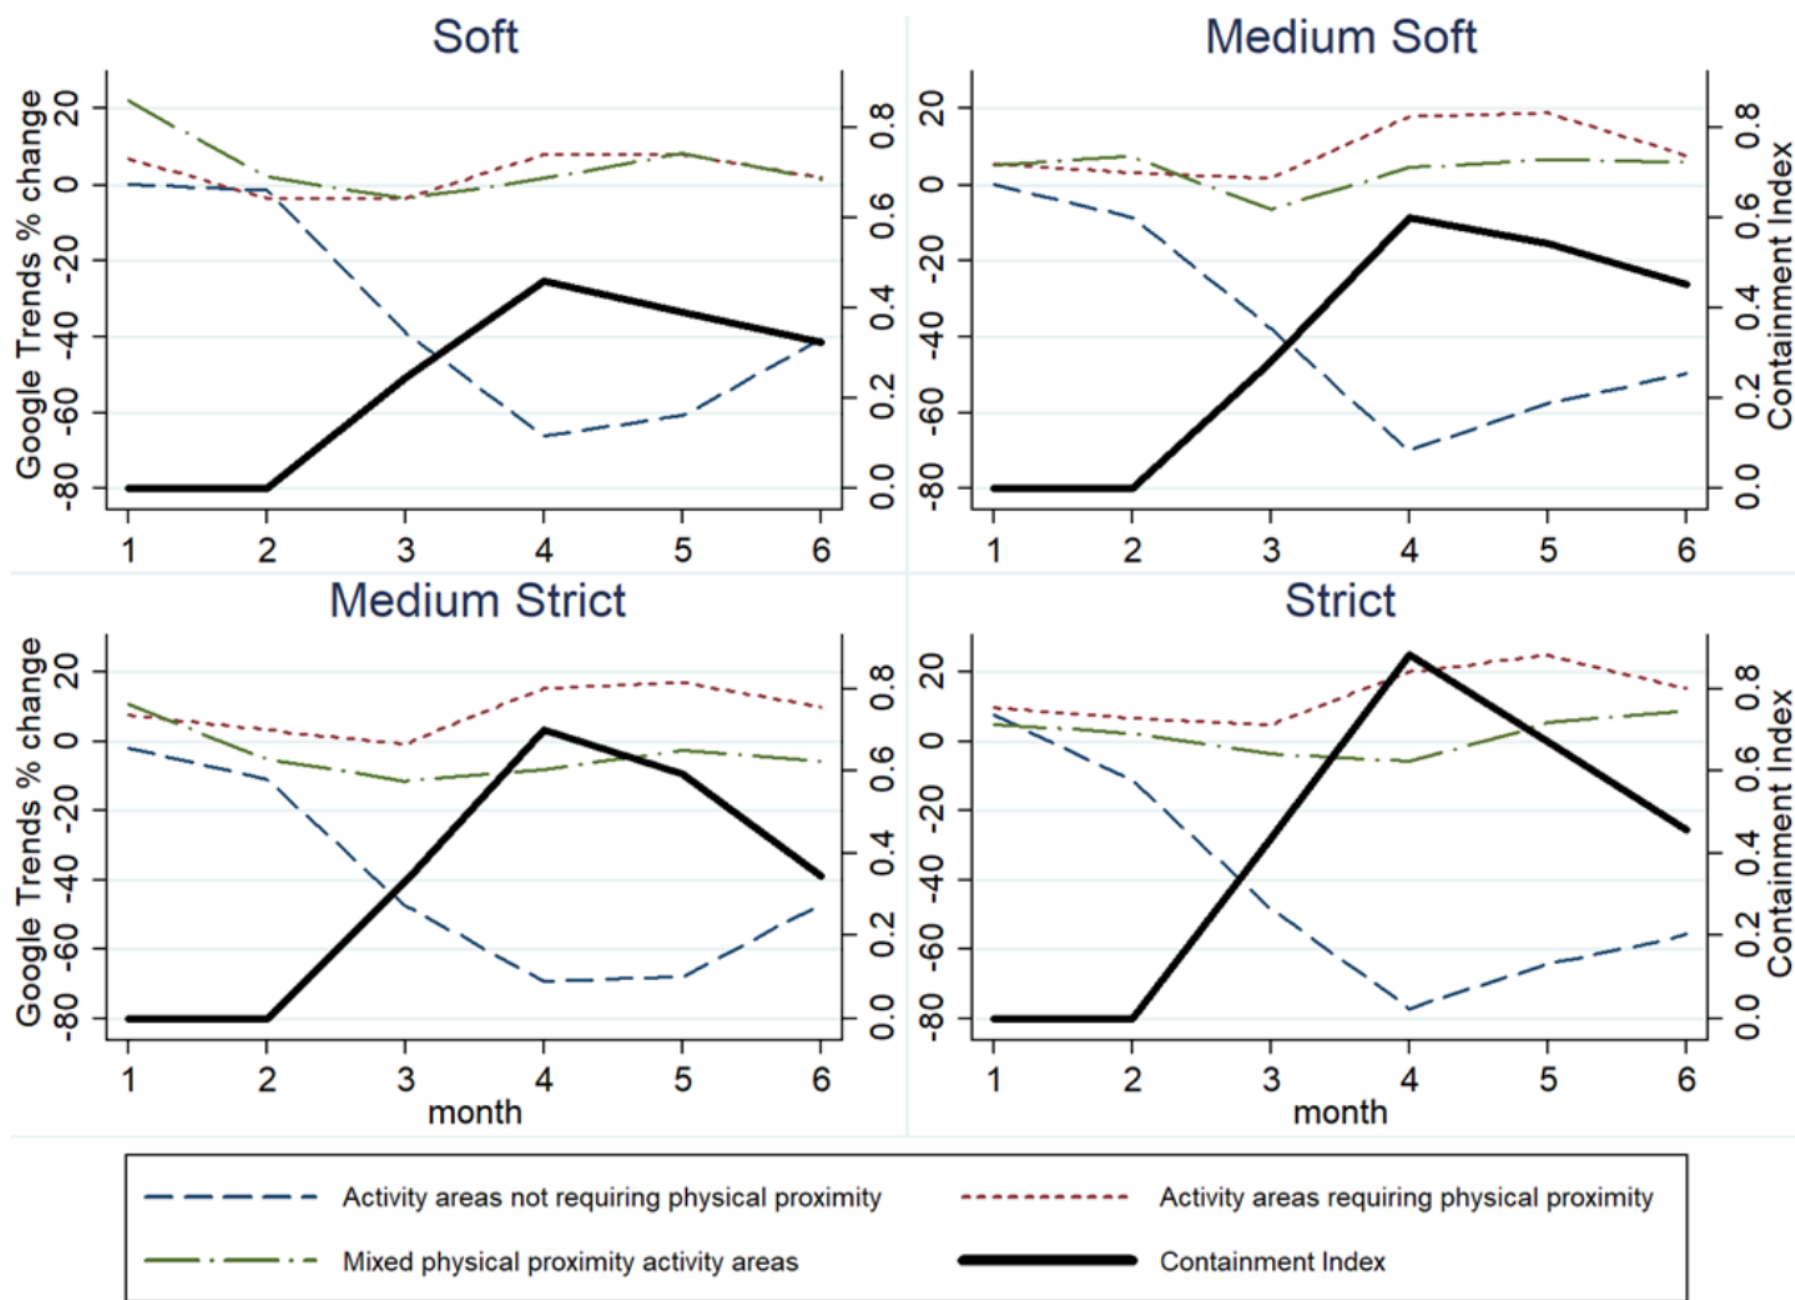 Soft
Medium Soft
Google Trends % change
20
0
-20
-40
-60
-80
0.8
0.6
0.4
0.2
0.0
1 2 3 4 5 6
20
0
-20
-40
-60
-80
0.8
0.6
0.4
0.2
0.0
Containment Index
1 2 3 4 5 6
Medium Strict
Strict
Google Trends % change
20
0
-20
-40
-60
-80
0.8
0.6
0.4
0.2
0.0
1 2 3 4 5 6
month
20
0
-20
-40
-60
-80
0.8
0.6
0.4
0.2
0.0
Containment Index
1 2 3 4 5 6
month
Activity areas not requiring physical proximity
Activity areas requiring physical proximity
Mixed physical proximity activity areas
Containment Index